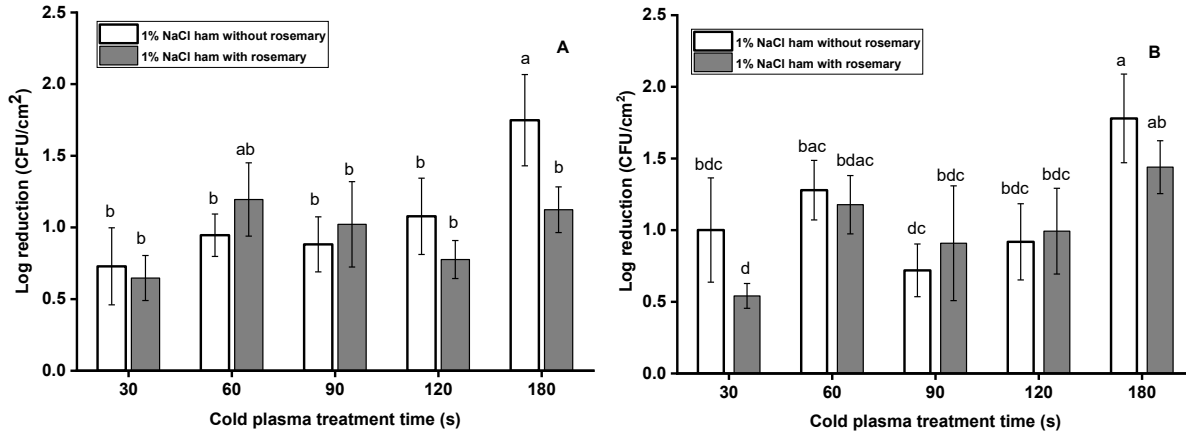 2.5
2.0
1.5
1.0
0.5
0.0
Log reduction (CFU/cm2)
1% NaCl ham without rosemary
1% NaCl ham with rosemary
A
b
b
b
ab
b
b
b
b
a
b
30
60
90
120
180
Cold plasma treatment time (s)
2.5
2.0
1.5
1.0
0.5
0.0
Log reduction (CFU/cm²)
1% NaCl ham without rosemary
1% NaCl ham with rosemary
B
bdc
d
bac
bdac
dc
bdc
bdc
bdc
a
ab
30
60
90
120
180
Cold plasma treatment time (s)